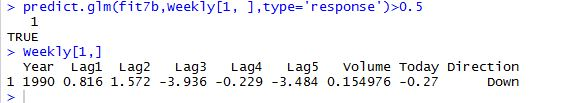 > predict.glm(fit7b,Weekly[1, ],type='response')>0.5
1
TRUE
> Weekly[1,]
Year Lag1 Lag2 Lag3 Lag4 Lag5 Volume Today Direction
1 1990 0.816 1.572 -3.936 -0.229 -3.484 0.154976 -0.27 Down
>